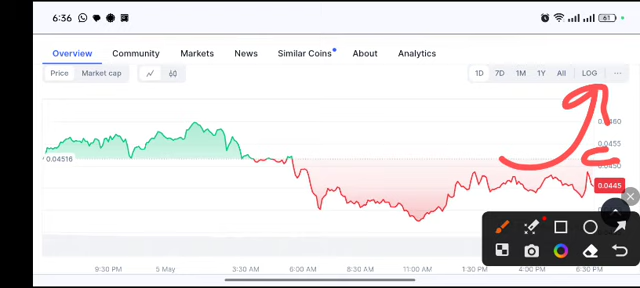 6:36
61
Overview Community Markets News Similar Coins About Analytics
Price Market cap 1D 7D 1M 1Y All LOG ...
0.0460
0.0455
0.04516
0.0450
0.0445
9:30 PM 5 May 3:30 AM 6:00 AM 8:30 AM 11:00 AM 1:30 PM 4:00 PM 6:30 PM